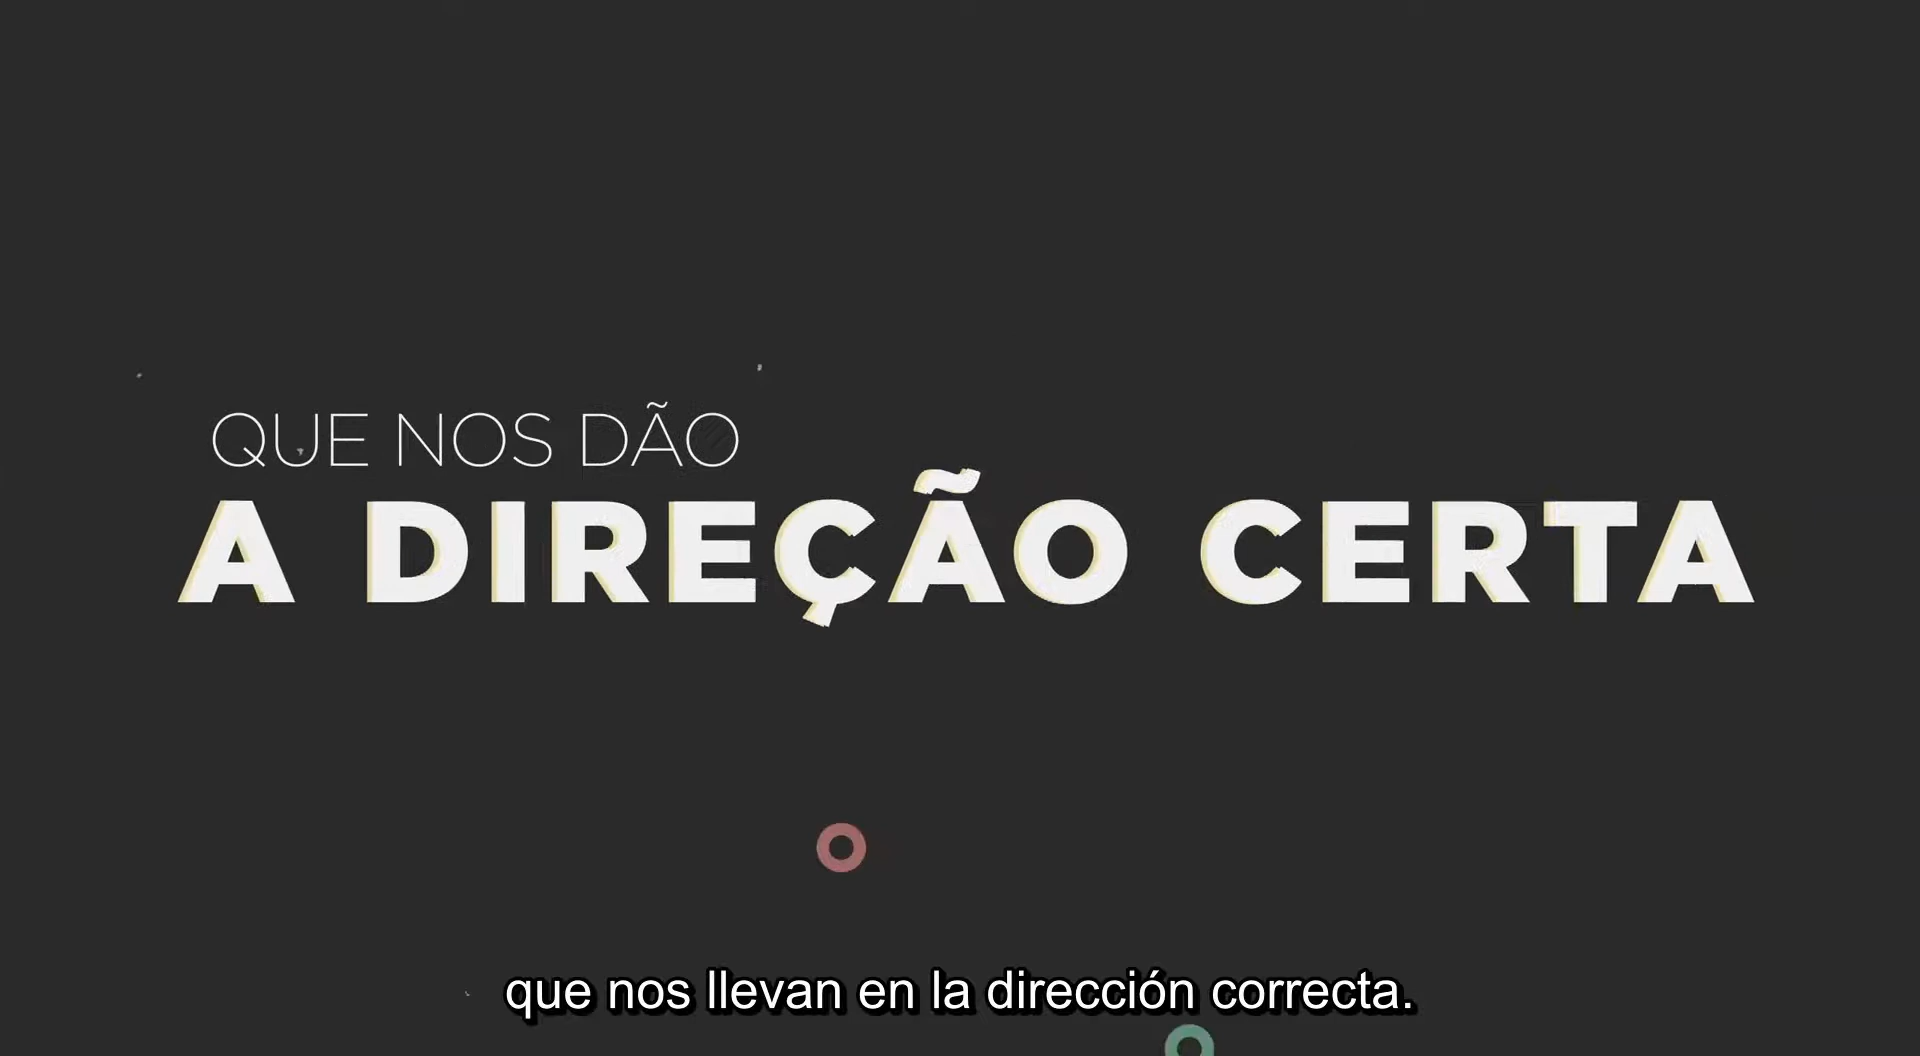 QUE NOS DÃO
A DIREÇÃO CERTA
que nos llevan en la dirección correcta.